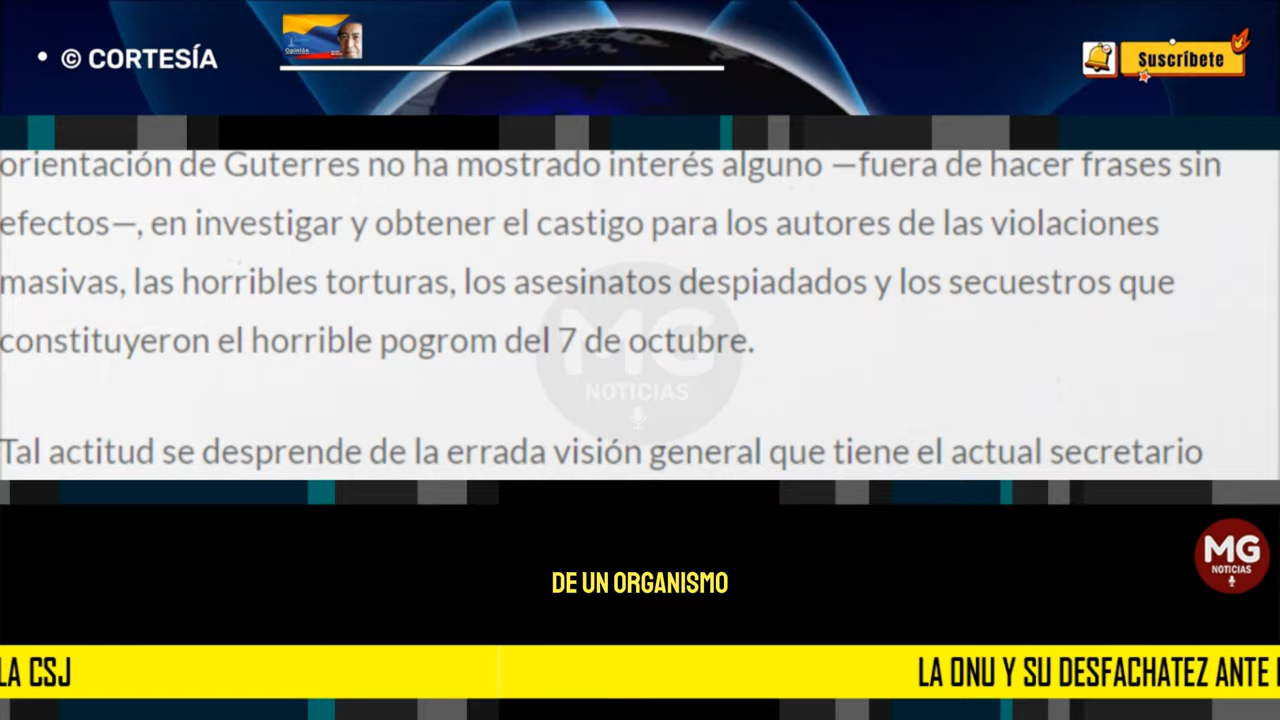 • © CORTESÍA
Opinión
Suscríbete
orientación de Guterres no ha mostrado interés alguno —fuera de hacer frases sin
efectos—, en investigar y obtener el castigo para los autores de las violaciones
masivas, las horribles torturas, los asesinatos despiadados y los secuestros que
constituyeron el horrible pogrom del 7 de octubre.
MG
NOTICIAS
Tal actitud se desprende de la errada visión general que tiene el actual secretario
MG
NOTICIAS
DE UN ORGANISMO
LA CSJ
LA ONU Y SU DESFACHATEZ ANTE